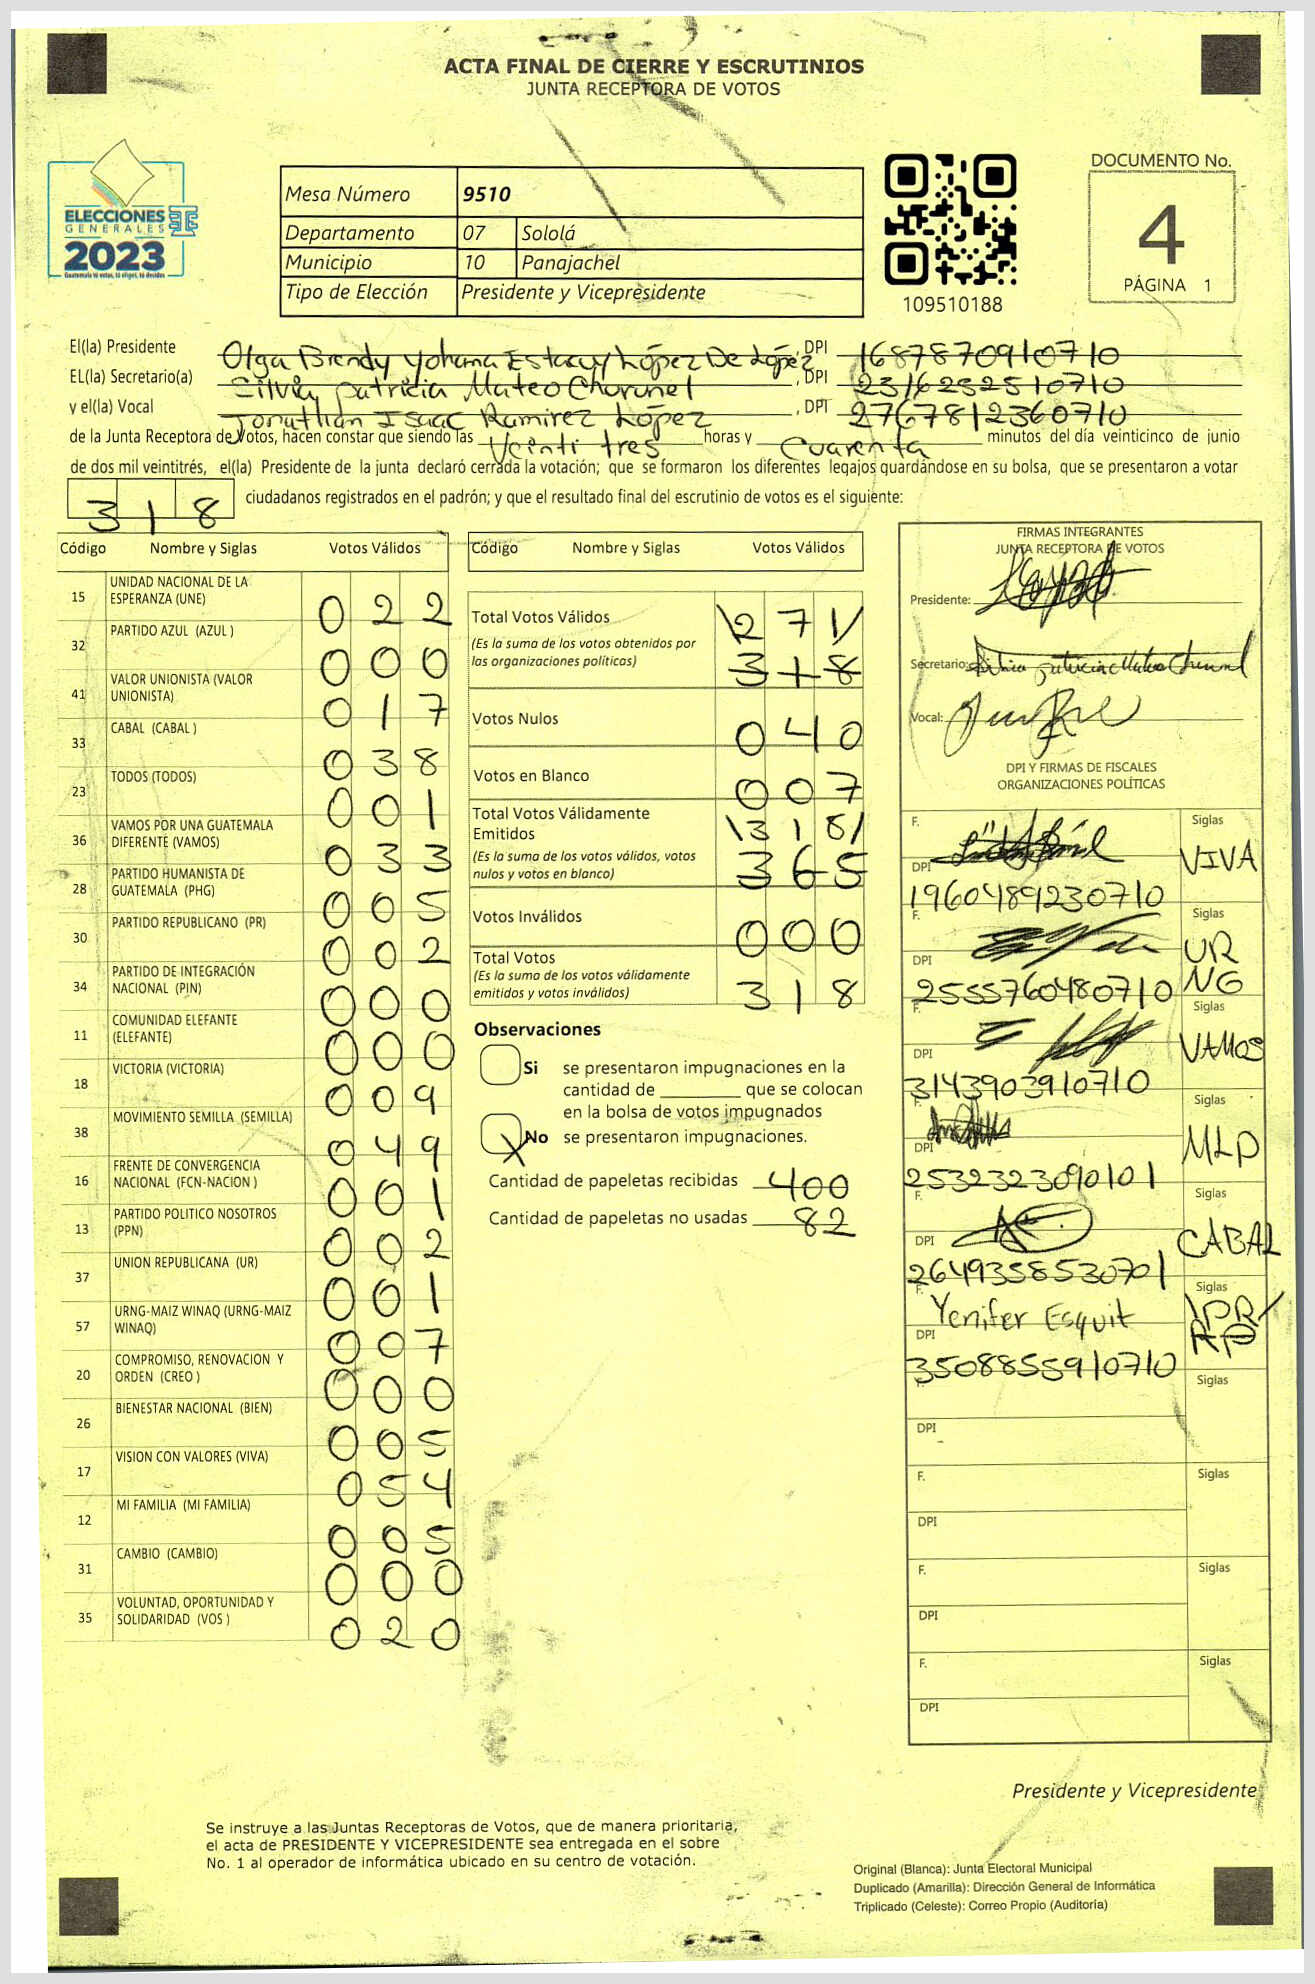 ACTA FINAL DE CIERRE Y ESCRUTINIOS
JUNTA RECEPTORA DE VOTOS
ELECCIONES
GENERALES
2023
Guatemala tú votas, tú eliges, tú decides
Mesa Número 9510
Departamento 07 Sololá
Municipio 10 Panajachel
Tipo de Elección Presidente y Vicepresidente
109510188
DOCUMENTO No.
4
PÁGINA 1
El(la) Presidente Olga Brendy Yohama Estacuy López De López, DPI 1687870910710
EL(la) Secretario(a) Silvia Patricia Mateo Churunel, DPI 2316232510710
y el(la) Vocal Jonathan Isaac Ramirez López, DPI 2767812360710
de la Junta Receptora de Votos, hacen constar que siendo las Veinti tres horas y Cuarenta minutos del día veinticinco de junio
de dos mil veintitrés, el(la) Presidente de la junta declaró cerrada la votación; que se formaron los diferentes legajos quardándose en su bolsa, que se presentaron a votar
318 ciudadanos registrados en el padrón; y que el resultado final del escrutinio de votos es el siguiente:
Código Nombre y Siglas Votos Válidos
15 UNIDAD NACIONAL DE LA ESPERANZA (UNE) 022
32 PARTIDO AZUL (AZUL ) 000
41 VALOR UNIONISTA (VALOR UNIONISTA) 017
33 CABAL (CABAL ) 038
23 TODOS (TODOS) 001
36 VAMOS POR UNA GUATEMALA DIFERENTE (VAMOS) 033
28 PARTIDO HUMANISTA DE GUATEMALA (PHG) 005
30 PARTIDO REPUBLICANO (PR) 002
34 PARTIDO DE INTEGRACIÓN NACIONAL (PIN) 000
11 COMUNIDAD ELEFANTE (ELEFANTE) 000
18 VICTORIA (VICTORIA) 009
38 MOVIMIENTO SEMILLA (SEMILLA) 049
16 FRENTE DE CONVERGENCIA NACIONAL (FCN-NACION ) 001
13 PARTIDO POLITICO NOSOTROS (PPN) 002
37 UNION REPUBLICANA (UR) 001
57 URNG-MAIZ WINAQ (URNG-MAIZ WINAQ) 007
20 COMPROMISO, RENOVACION Y ORDEN (CREO ) 000
26 BIENESTAR NACIONAL (BIEN) 005
17 VISION CON VALORES (VIVA) 054
12 MI FAMILIA (MI FAMILIA) 005
31 CAMBIO (CAMBIO) 000
35 VOLUNTAD, OPORTUNIDAD Y SOLIDARIDAD (VOS ) 020
Código Nombre y Siglas Votos Válidos
Total Votos Válidos \271/
(Es la suma de los votos obtenidos por
las organizaciones políticas) 318
Votos Nulos 040
Votos en Blanco 007
Total Votos Válidamente
Emitidos \318/
(Es la suma de los votos válidos, votos
nulos y votos en blanco) 365
Votos Inválidos 000
Total Votos
(Es la suma de los votos válidamente
emitidos y votos inválidos) 318
Observaciones
Si se presentaron impugnaciones en la
cantidad de ________ que se colocan
en la bolsa de votos impugnados
X No se presentaron impugnaciones.
Cantidad de papeletas recibidas 400
Cantidad de papeletas no usadas 82
FIRMAS INTEGRANTES
JUNTA RECEPTORA DE VOTOS
Presidente:
Secretario: Silvia Patricia Mateo Churunel
Vocal:
DPI Y FIRMAS DE FISCALES
ORGANIZACIONES POLÍTICAS
F. Siglas
VIVA
DPI
1960489230710
F. Siglas
UR
NG
DPI
2555760480710
F. Siglas
VAMOS
DPI
3143903910710
F. Siglas
MLP
DPI
2532323090101
F. Siglas
CABAL
DPI
2649358530701
F. Yenifer Esquit Siglas
\PR/
RP
DPI
3508855910710
F. Siglas
DPI
F. Siglas
DPI
F. Siglas
DPI
F. Siglas
DPI
Presidente y Vicepresidente
Se instruye a las Juntas Receptoras de Votos, que de manera prioritaria,
el acta de PRESIDENTE Y VICEPRESIDENTE sea entregada en el sobre
No. 1 al operador de informática ubicado en su centro de votación.
Original (Blanca): Junta Electoral Municipal
Duplicado (Amarilla): Dirección General de Informática
Triplicado (Celeste): Correo Propio (Auditoría)